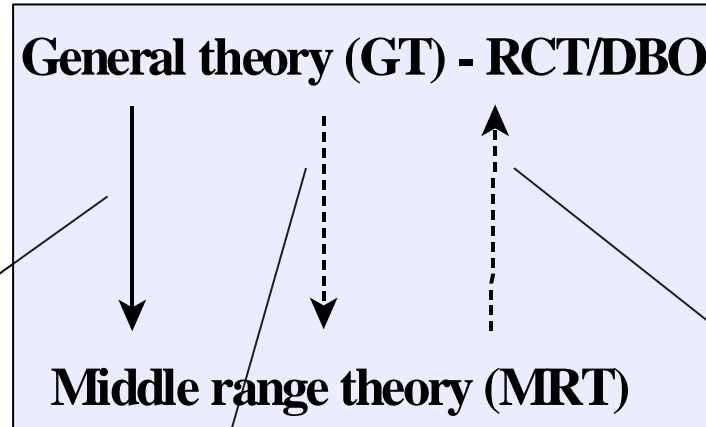 General theory (GT) - RCT/DBO
Middle range theory (MRT)